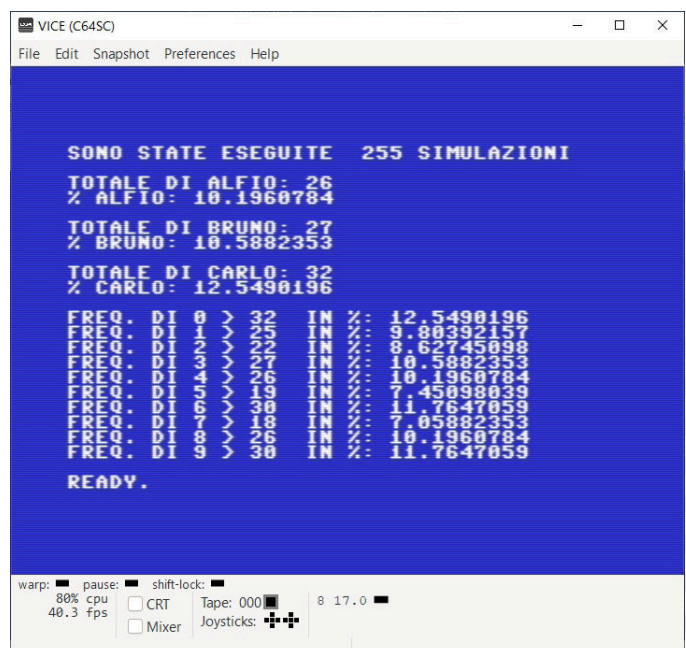 VICE (C64SC)
File Edit Snapshot Preferences Help
SONO STATE ESEGUITE 255 SIMULAZIONI
TOTALE DI ALFIO: 26
% ALFIO: 10.1960784
TOTALE DI BRUNO: 27
% BRUNO: 10.5882353
TOTALE DI CARLO: 32
% CARLO: 12.5490196
FREQ. DI 0 > 32 IN %: 12.5490196
FREQ. DI 1 > 25 IN %: 9.80392157
FREQ. DI 2 > 22 IN %: 8.62745098
FREQ. DI 3 > 27 IN %: 10.5882353
FREQ. DI 4 > 26 IN %: 10.1960784
FREQ. DI 5 > 19 IN %: 7.45098039
FREQ. DI 6 > 30 IN %: 11.7647059
FREQ. DI 7 > 18 IN %: 7.05882353
FREQ. DI 8 > 26 IN %: 10.1960784
FREQ. DI 9 > 30 IN %: 11.7647059
READY.
warp: pause: shift-lock:
80% cpu CRT Tape: 000 8 17.0
40.3 fps Mixer Joysticks: